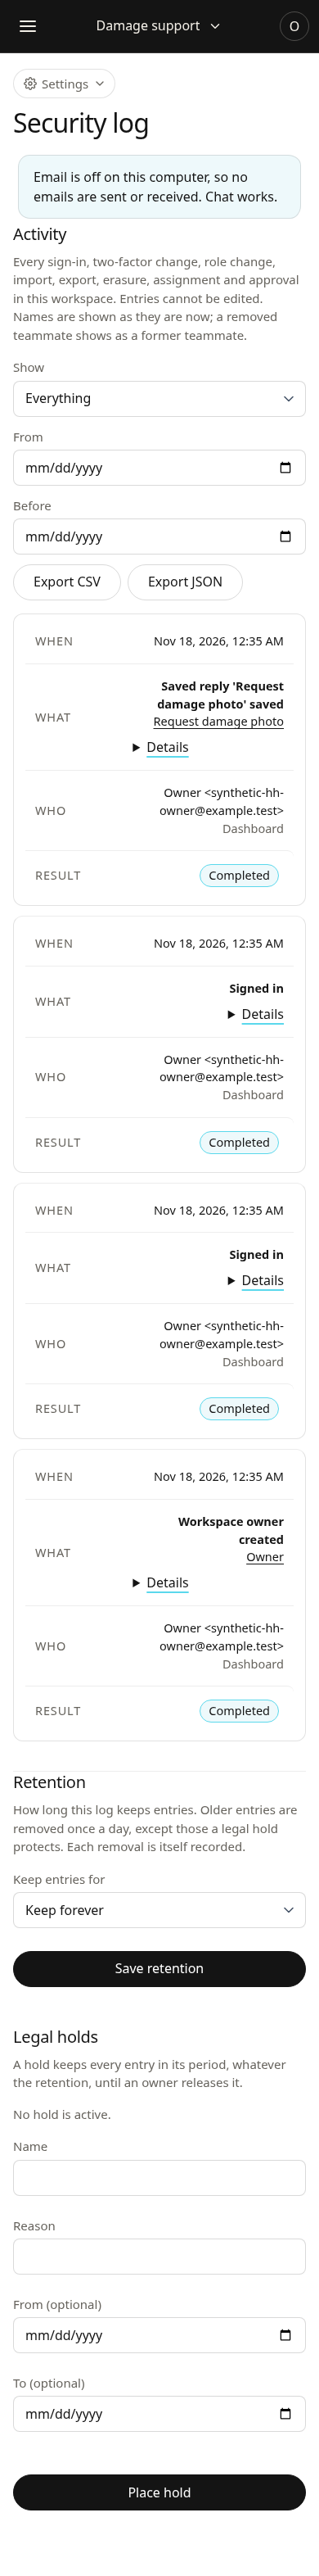 Damage support
O
Settings
Security log
Email is off on this computer, so no
emails are sent or received. Chat works.
Activity
Every sign-in, two-factor change, role change,
import, export, erasure, assignment and approval
in this workspace. Entries cannot be edited.
Names are shown as they are now; a removed
teammate shows as a former teammate.
Show
Everything
From
mm/dd/yyyy
Before
mm/dd/yyyy
Export CSV
Export JSON
WHEN
Nov 18, 2026, 12:35 AM
WHAT
Saved reply 'Request
damage photo' saved
Request damage photo
Details
WHO
Owner <synthetic-hh-
owner@example.test>
Dashboard
RESULT
Completed
WHEN
Nov 18, 2026, 12:35 AM
WHAT
Signed in
Details
WHO
Owner <synthetic-hh-
owner@example.test>
Dashboard
RESULT
Completed
WHEN
Nov 18, 2026, 12:35 AM
WHAT
Signed in
Details
WHO
Owner <synthetic-hh-
owner@example.test>
Dashboard
RESULT
Completed
WHEN
Nov 18, 2026, 12:35 AM
WHAT
Workspace owner
created
Owner
Details
WHO
Owner <synthetic-hh-
owner@example.test>
Dashboard
RESULT
Completed
Retention
How long this log keeps entries. Older entries are
removed once a day, except those a legal hold
protects. Each removal is itself recorded.
Keep entries for
Keep forever
Save retention
Legal holds
A hold keeps every entry in its period, whatever
the retention, until an owner releases it.
No hold is active.
Name
Reason
From (optional)
mm/dd/yyyy
To (optional)
mm/dd/yyyy
Place hold